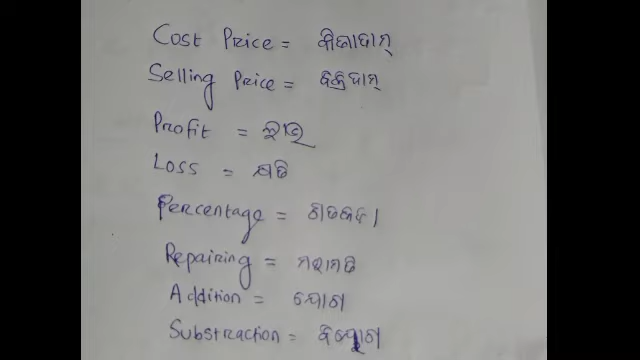 Cost Price = କିଣାଦାମ୍
Selling Price = ବିକ୍ରିଦାମ୍
Profit = ଲାଭ
Loss = କ୍ଷତି
Percentage = ଶତକଡ଼ା
Repairing = ମରାମତି
Addition = ଯୋଗ
Substraction = ବିୟୋଗ